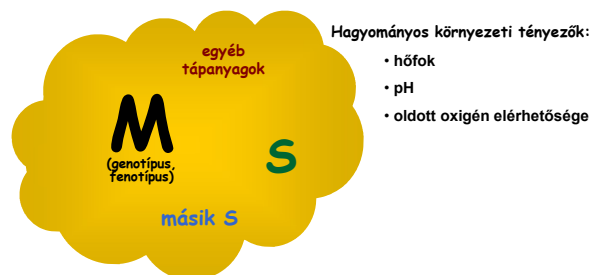 egyéb
tápanyagok
M
(genotípus,
fenotípus)
S
másik S
Hagyományos környezeti tényezők:
• hőfok
• pH
• oldott oxigén elérhetősége